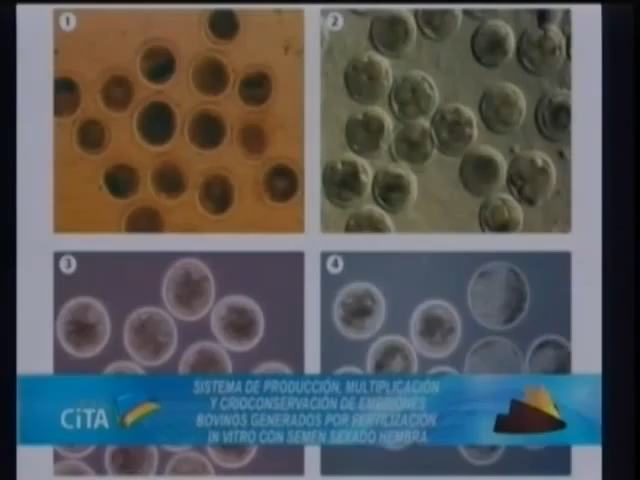 1
2
3
4
CiTA
SISTEMA DE PRODUCCIÓN, MULTIPLICACIÓN
Y CRIOCONSERVACIÓN DE EMBRIONES
BOVINOS GENERADOS POR FERTILIZACIÓN
IN VITRO CON SEMEN SEXADO HEMBRA